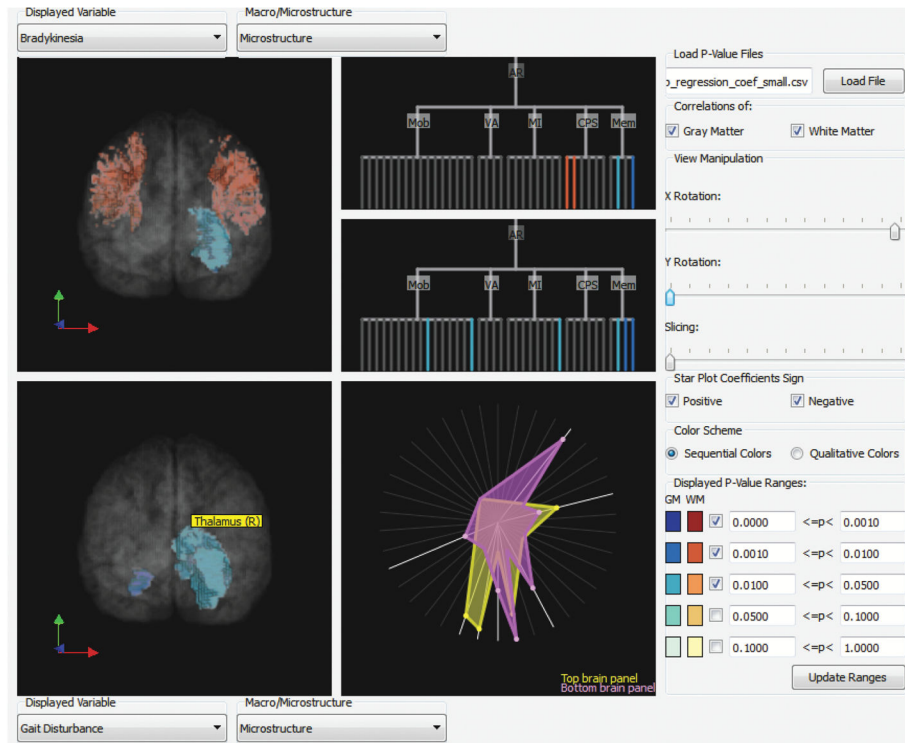 Displayed Variable
Macro/Microstructure
Bradykinesia
Microstructure
AR
Mob VA MI CPS Mem
AR
Mob VA MI CPS Mem
Thalamus (R)
Top brain panel
Bottom brain panel
Displayed Variable
Macro/Microstructure
Gait Disturbance
Microstructure
Load P-Value Files
o_regression_coef_small.csv
Load File
Correlations of:
Gray Matter White Matter
View Manipulation
X Rotation:
Y Rotation:
Slicing:
Star Plot Coefficients Sign
Positive Negative
Color Scheme
Sequential Colors Qualitative Colors
Displayed P-Value Ranges:
GM WM
0.0000 <=p< 0.0010
0.0010 <=p< 0.0100
0.0100 <=p< 0.0500
0.0500 <=p< 0.1000
0.1000 <=p< 1.0000
Update Ranges